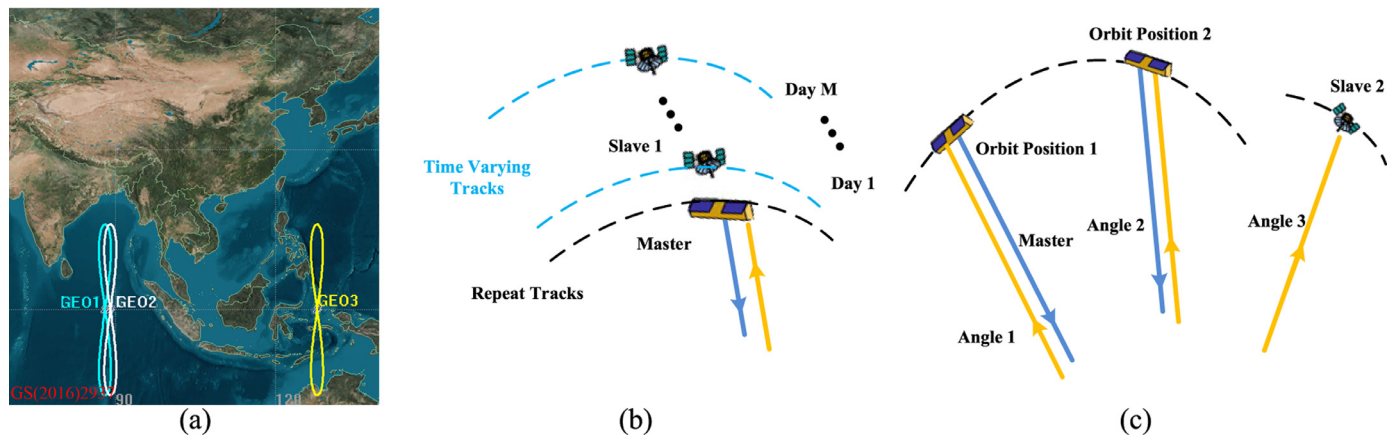 GEO1
GEO2
GEO3
GS(2016)293
90
120
(a)
Day M
Slave 1
Time Varying
Tracks
Day 1
Master
Repeat Tracks
(b)
Orbit Position 2
Slave 2
Orbit Position 1
Angle 2
Angle 3
Master
Angle 1
(c)